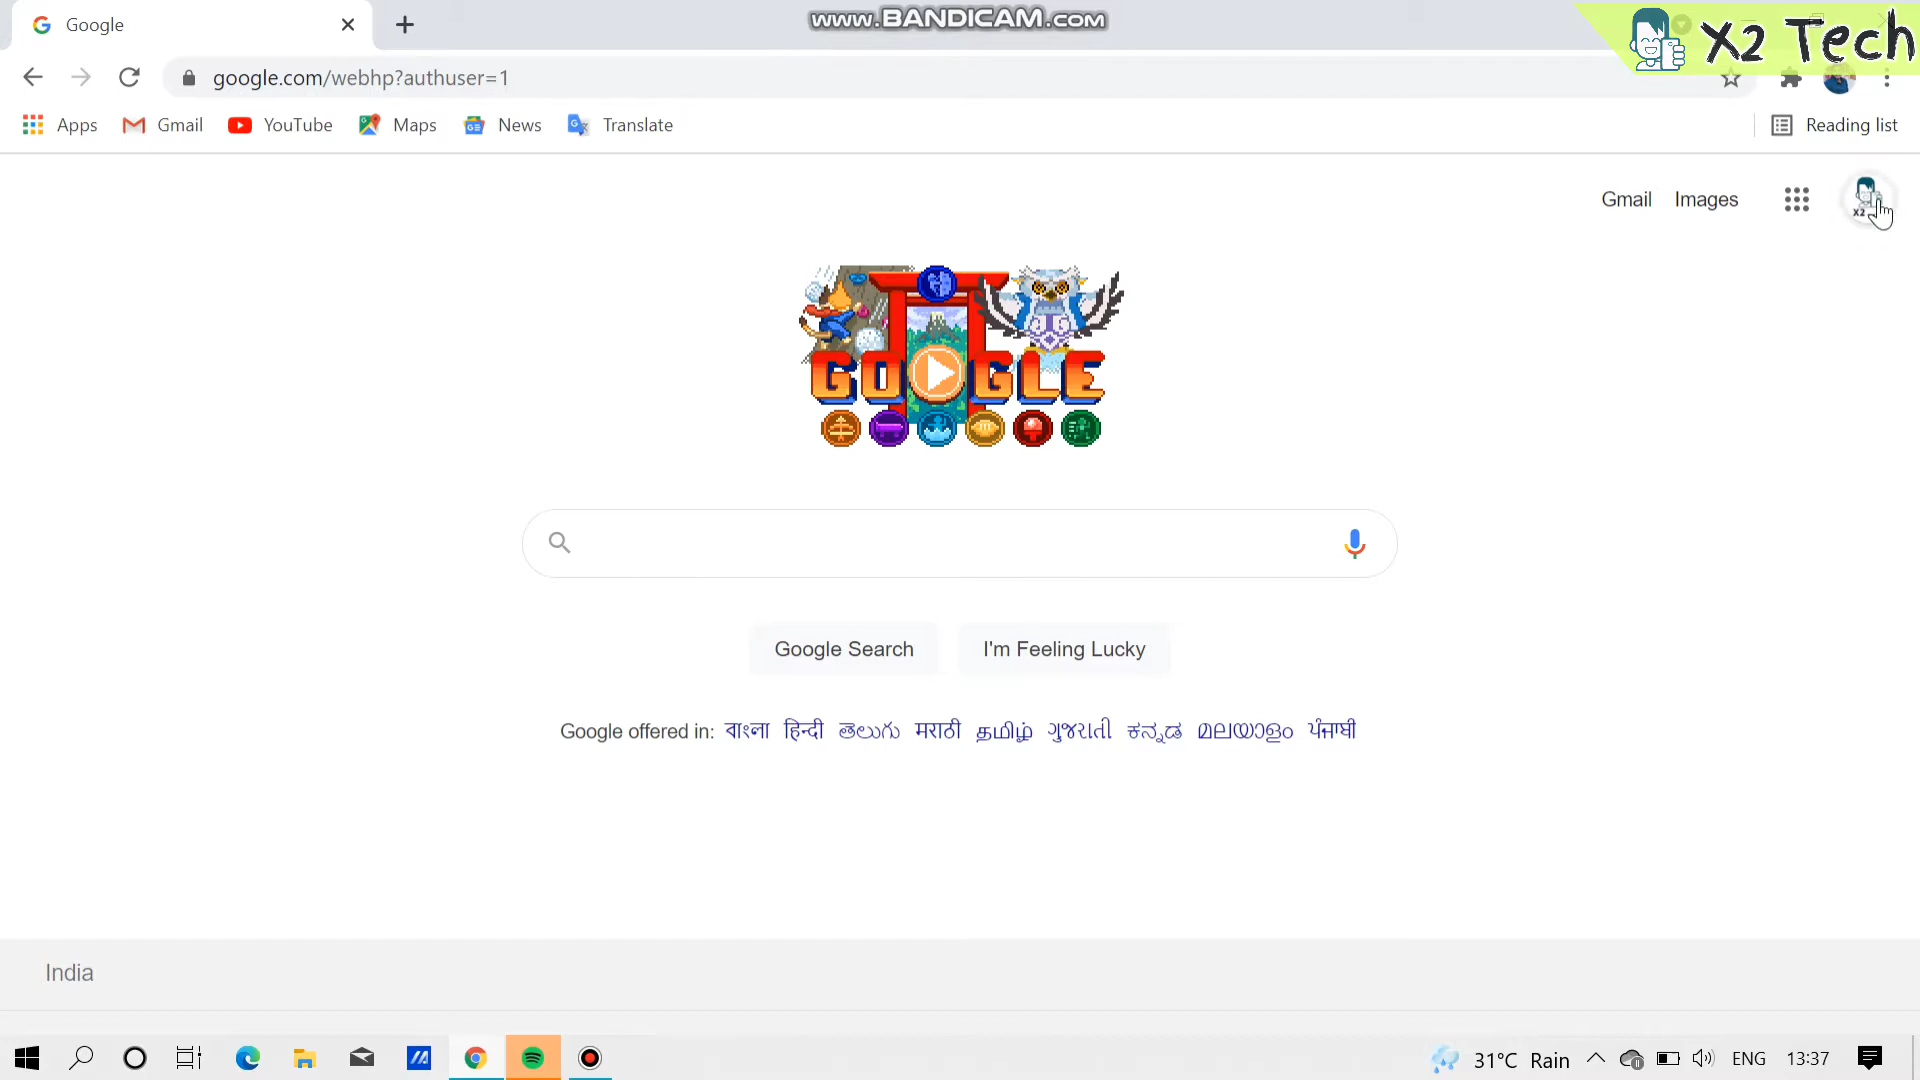 Google
www.BANDICAM.com
X2 Tech
google.com/webhp?authuser=1
Apps Gmail YouTube Maps News Translate Reading list
Gmail Images
X2
GOOGLE
Google Search I'm Feeling Lucky
Google offered in: বাংলা हिन्दी తెలుగు मराठी தமிழ் ગુજરાતી ಕನ್ನಡ മലയാളം ਪੰਜਾਬੀ
India
31°C Rain ENG 13:37